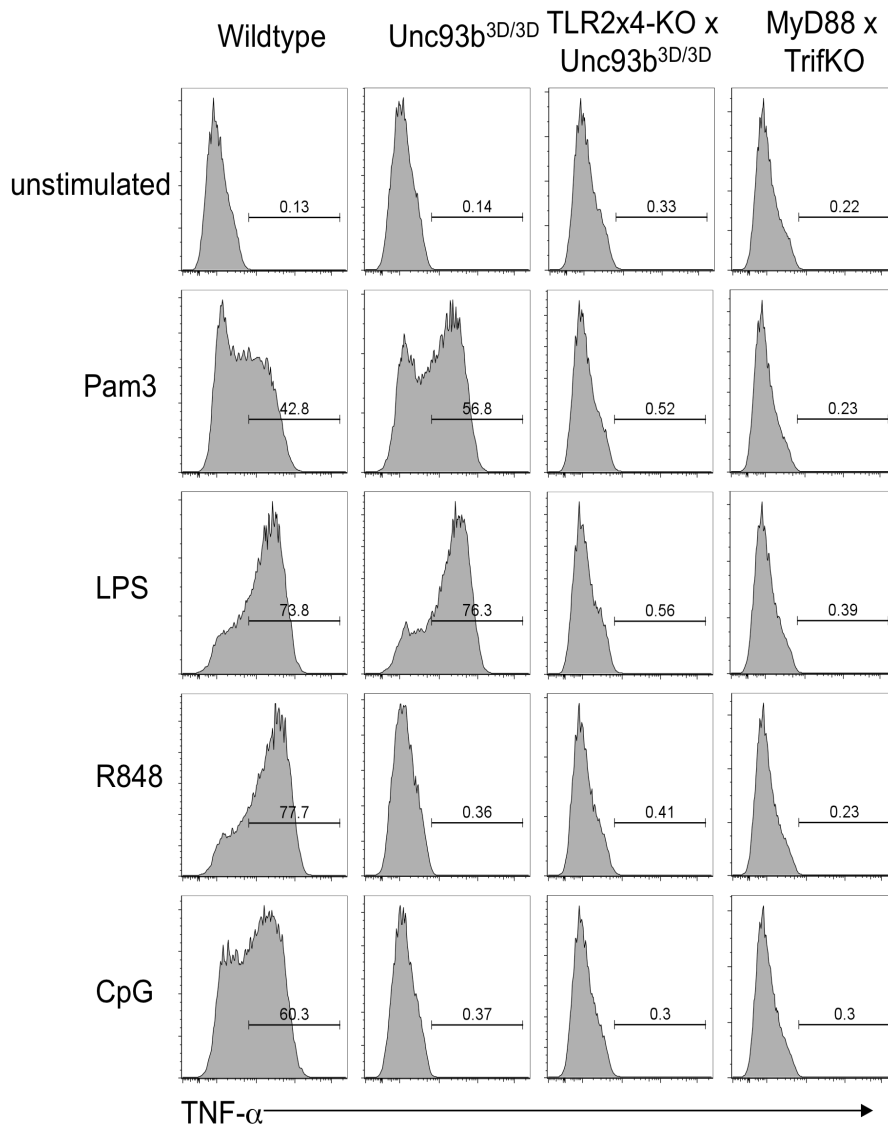 Wildtype
Unc93b3D/3D
TLR2x4-KO x
Unc93b3D/3D
MyD88 x
TrifKO
unstimulated
0.13
0.14
0.33
0.22
Pam3
42.8
56.8
0.52
0.23
LPS
73.8
76.3
0.56
0.39
R848
77.7
0.36
0.41
0.23
CpG
60.3
0.37
0.3
0.3
TNF-α